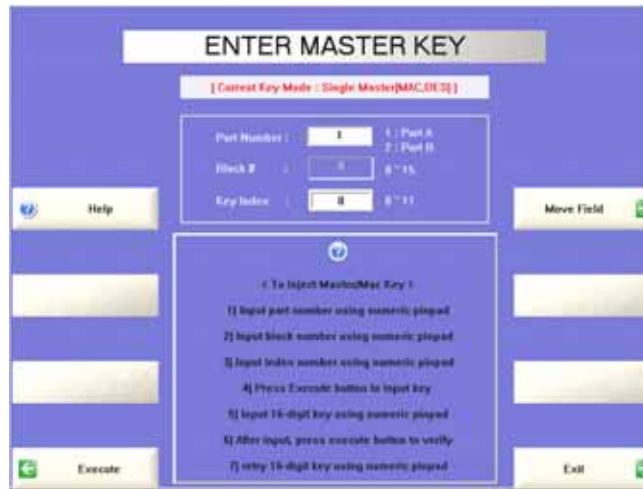 ENTER MASTER KEY
[ Current Key Mode : Single Master(MAC,DES) ]
Part Number : 1 1 : Part A
2 : Part B
Block # : 0 ~ 15
Key Index : 0 0 ~ 11
Help
Move Field
< To Inject Master/Mac Key >
1) Input part number using numeric pinpad
2) Input block number using numeric pinpad
3) Input Index number using numeric pinpad
4) Press Execute button to input key
5) Input 16-digit key using numeric pinpad
6) After input, press execute button to verify
7) retry 16-digit key using numeric pinpad
Execute
Exit